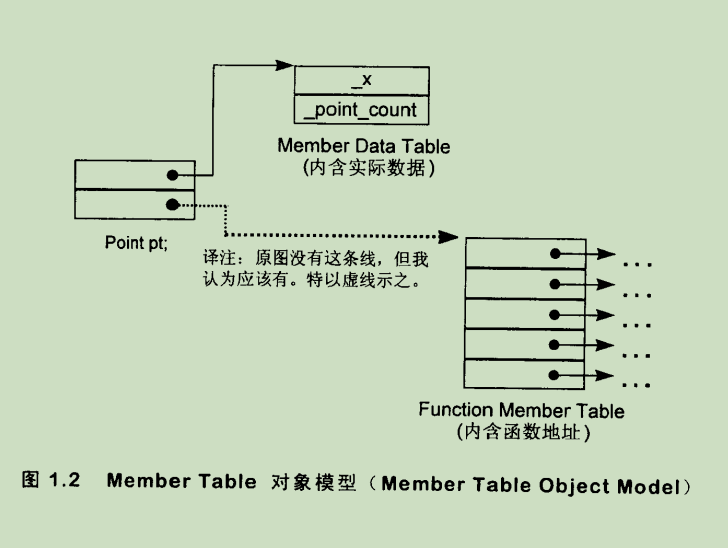 _x
_point_count
Member Data Table
(内含实际数据)
Point pt;
译注：原图没有这条线，但我
认为应该有。特以虚线示之。
...
...
...
...
...
Function Member Table
(内含函数地址)
图 1.2 Member Table 对象模型（Member Table Object Model）